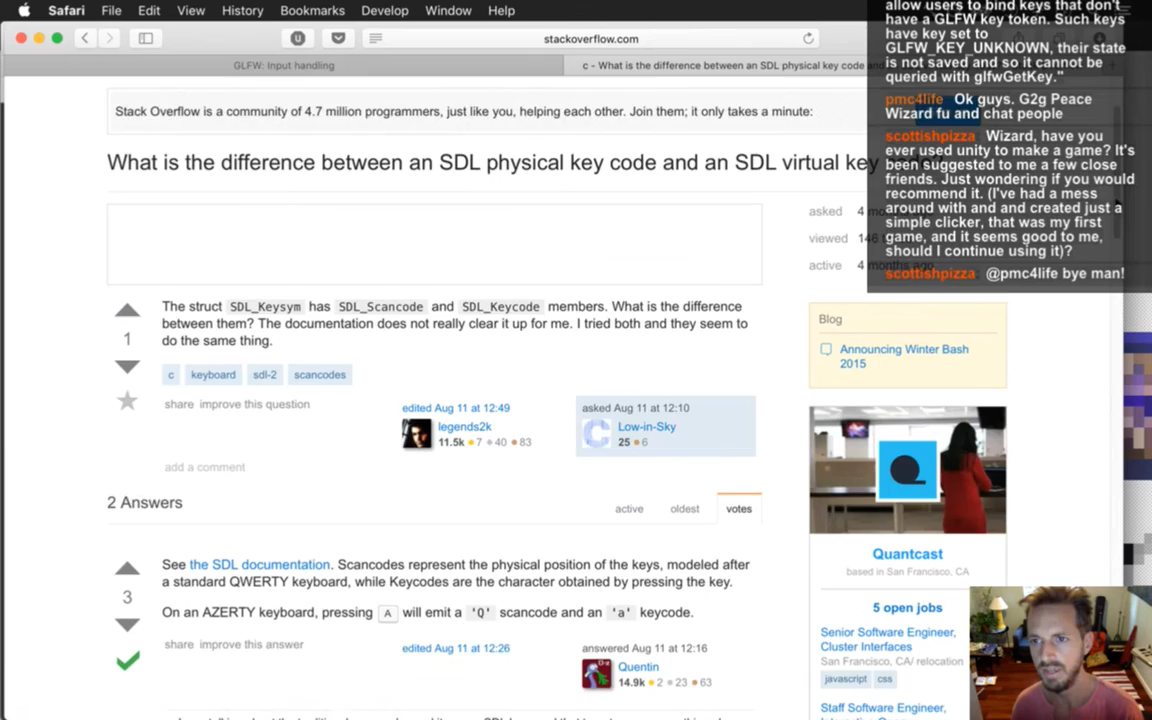 Safari File Edit View History Bookmarks Develop Window Help
stackoverflow.com
GLFW: Input handling
c - What is the difference between an SDL physical key code and
Stack Overflow is a community of 4.7 million programmers, just like you, helping each other. Join them; it only takes a minute:
What is the difference between an SDL physical key code and an SDL virtual key
asked 4
viewed 146
active 4 months ago
The struct SDL_Keysym has SDL_Scancode and SDL_Keycode members. What is the difference
between them? The documentation does not really clear it up for me. I tried both and they seem to
do the same thing.
1
c keyboard sdl-2 scancodes
share improve this question
edited Aug 11 at 12:49
legends2k
11.5k 7 40 83
asked Aug 11 at 12:10
Low-in-Sky
25 6
add a comment
2 Answers
active oldest votes
See the SDL documentation. Scancodes represent the physical position of the keys, modeled after
a standard QWERTY keyboard, while Keycodes are the character obtained by pressing the key.
On an AZERTY keyboard, pressing A will emit a 'Q' scancode and an 'a' keycode.
3
share improve this answer
edited Aug 11 at 12:26
answered Aug 11 at 12:16
Quentin
14.9k 2 23 63
Blog
Announcing Winter Bash
2015
Quantcast
based in San Francisco, CA
5 open jobs
Senior Software Engineer,
Cluster Interfaces
San Francisco, CA/ relocation
javascript css
Staff Software Engineer,
allow users to bind keys that don't
have a GLFW key token. Such keys
have key set to
GLFW_KEY_UNKNOWN, their state
is not saved and so it cannot be
queried with glfwGetKey."
pmc4life Ok guys. G2g Peace
Wizard fu and chat people
scottishpizza Wizard, have you
ever used unity to make a game? It's
been suggested to me a few close
friends. Just wondering if you would
recommend it. (I've had a mess
around with and and created just a
simple clicker, that was my first
game, and it seems good to me,
should I continue using it)?
scottishpizza @pmc4life bye man!